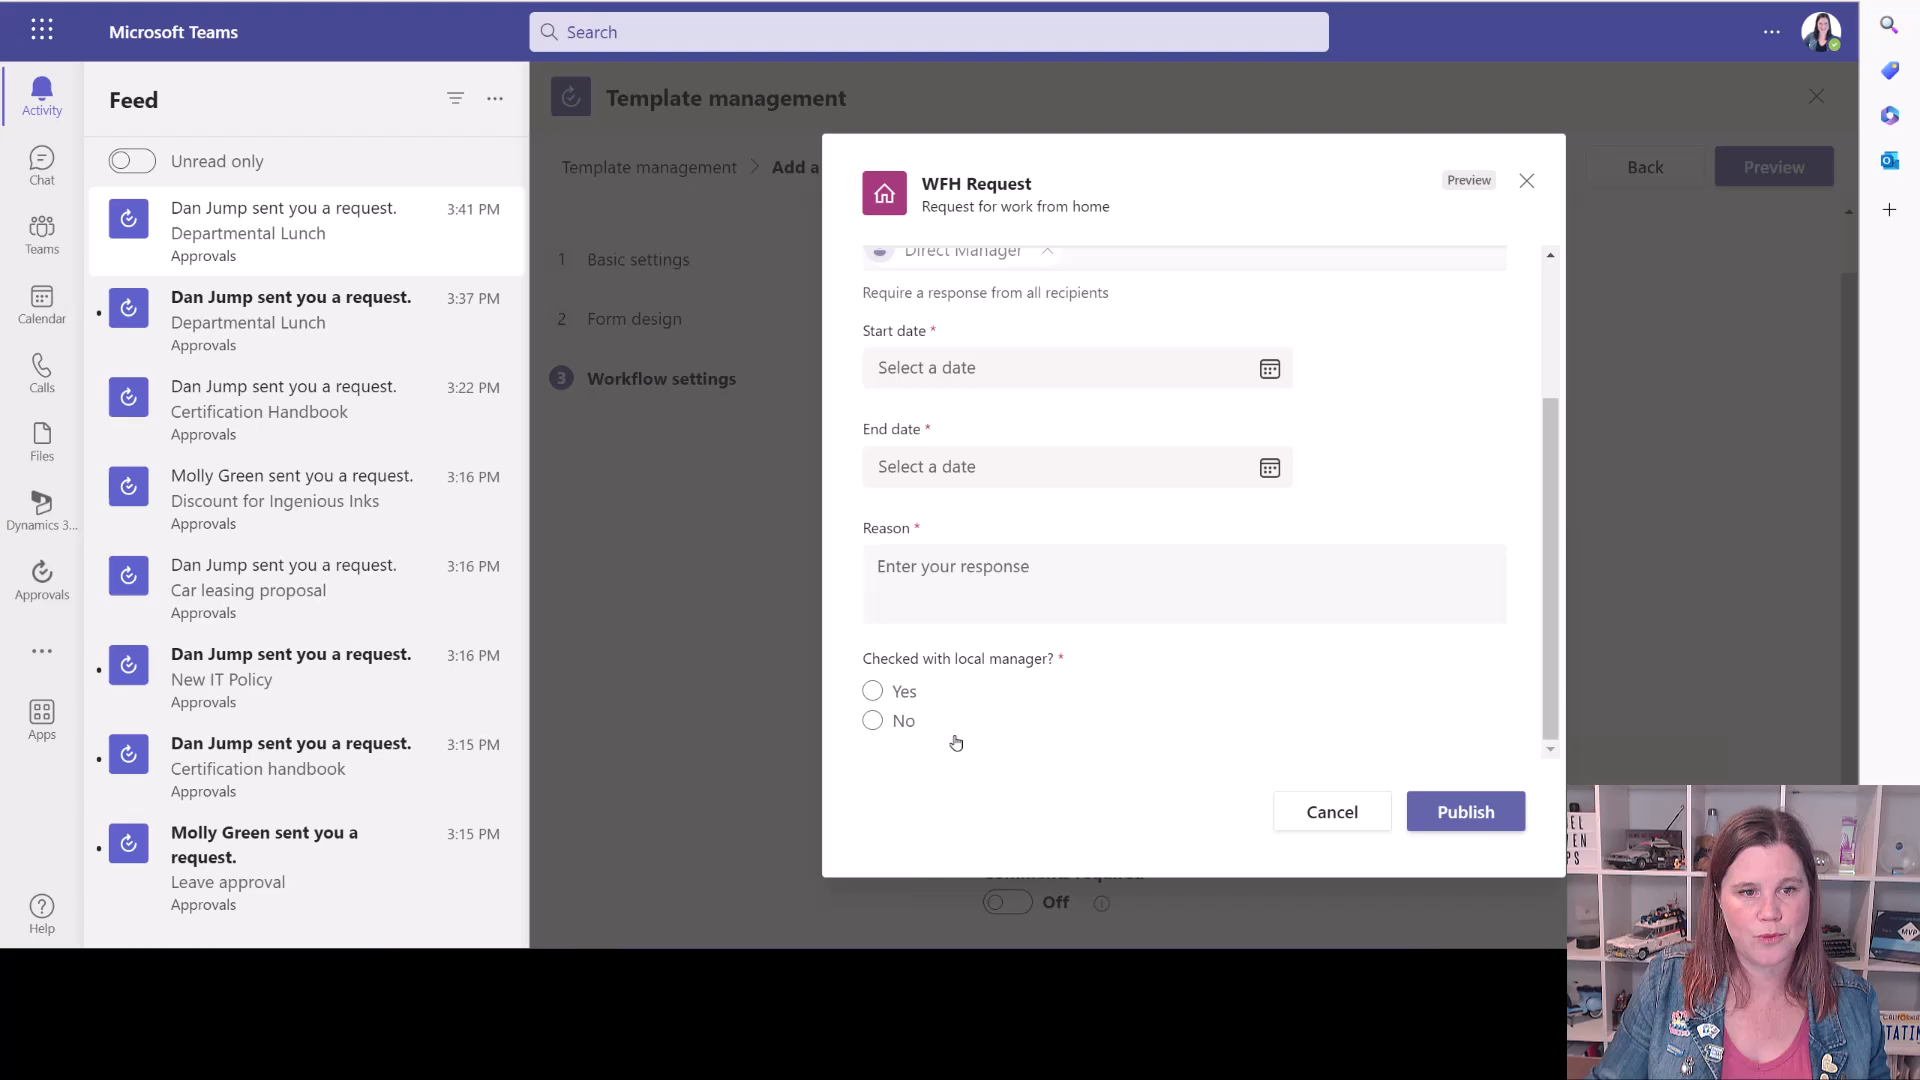 Microsoft Teams
Search
Activity
Chat
Teams
Calendar
Calls
Files
Dynamics 3...
Approvals
Apps
Help
Feed
Unread only
Dan Jump sent you a request. 3:41 PM
Departmental Lunch
Approvals
Dan Jump sent you a request. 3:37 PM
Departmental Lunch
Approvals
Dan Jump sent you a request. 3:22 PM
Certification Handbook
Approvals
Molly Green sent you a request. 3:16 PM
Discount for Ingenious Inks
Approvals
Dan Jump sent you a request. 3:16 PM
Car leasing proposal
Approvals
Dan Jump sent you a request. 3:16 PM
New IT Policy
Approvals
Dan Jump sent you a request. 3:15 PM
Certification handbook
Approvals
Molly Green sent you a 3:15 PM
request.
Leave approval
Approvals
Template management
Template management > Add a
Back
Preview
1 Basic settings
2 Form design
3 Workflow settings
WFH Request
Request for work from home
Preview
Direct Manager
Require a response from all recipients
Start date *
Select a date
End date *
Select a date
Reason *
Enter your response
Checked with local manager? *
Yes
No
Cancel
Publish
Off
MVP